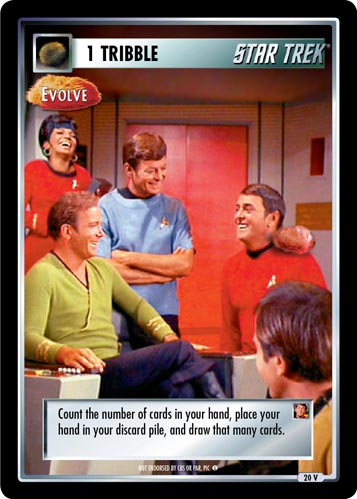 1 TRIBBLE
STAR TREK
EVOLVE
Count the number of cards in your hand, place your
hand in your discard pile, and draw that many cards.
NOT ENDORSED BY CBS OR PAR. PIC.
20 V